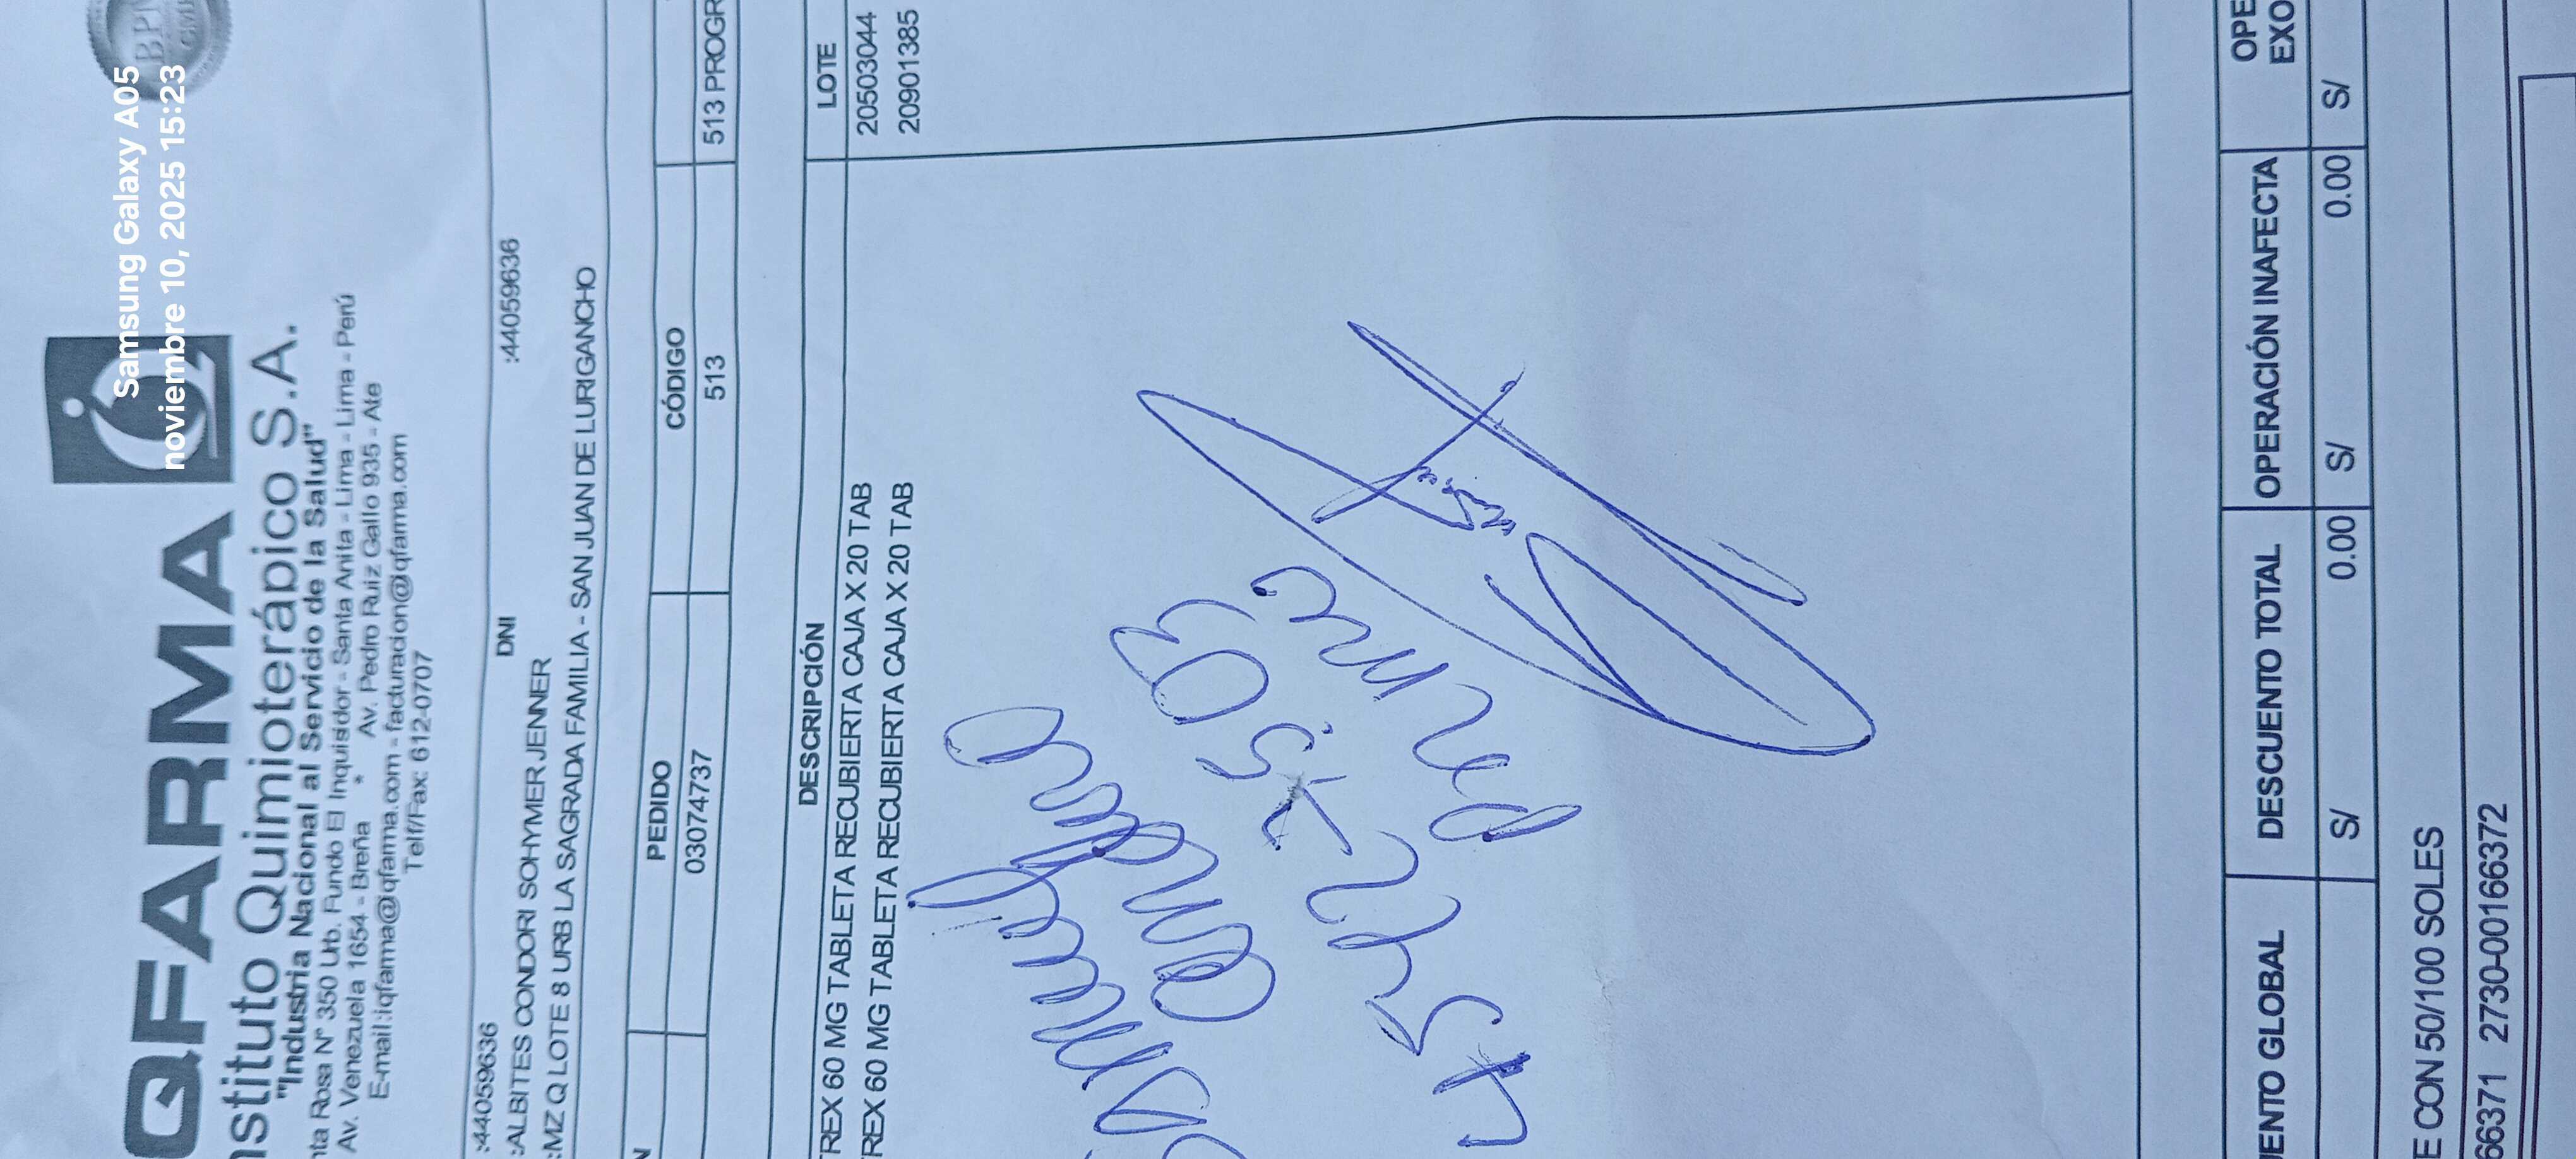 Samsung Galaxy A05
noviembre 10, 2025 15:23
QFARMA
nstituto Quimioterápico S.A.
"Industria Nacional al Servicio de la Salud"
nta Rosa N° 350 Urb. Fundo El Inquisidor - Santa Anita - Lima - Lima - Perú
Av. Venezuela 1654 - Breña * Av. Pedro Ruiz Gallo 935 - Ate
E-mail:iqfarma@iqfarma.com - facturacion@iqfarma.com
Telf/Fax: 612-0707
:44059636 DNI :44059636
:ALBITES CONDORI SOHYMER JENNER
:MZ Q LOTE 8 URB LA SAGRADA FAMILIA - SAN JUAN DE LURIGANCHO
N PEDIDO CÓDIGO
03074737 513 513 PROGR
DESCRIPCIÓN LOTE
TREX 60 MG TABLETA RECUBIERTA CAJA X 20 TAB 20503044
TREX 60 MG TABLETA RECUBIERTA CAJA X 20 TAB 20901385
IENTO GLOBAL DESCUENTO TOTAL OPERACIÓN INAFECTA OPE
EXO
S/ 0.00 S/ 0.00 S/
E CON 50/100 SOLES
66371 2730-00166372